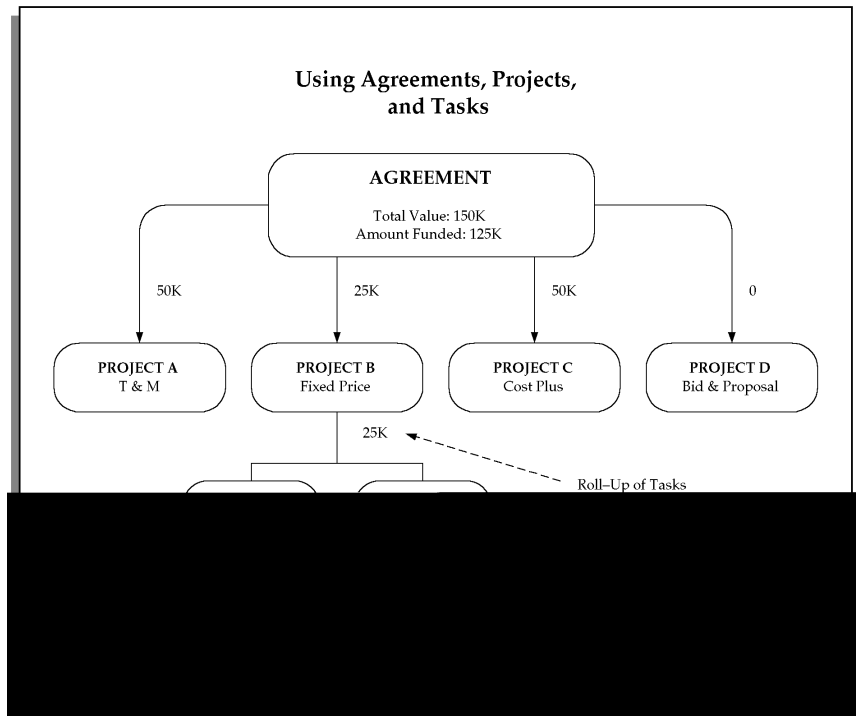 Using Agreements, Projects,
and Tasks
AGREEMENT
Total Value: 150K
Amount Funded: 125K
50K
25K
50K
0
PROJECT A
T & M
PROJECT B
Fixed Price
PROJECT C
Cost Plus
PROJECT D
Bid & Proposal
25K
Roll–Up of Tasks